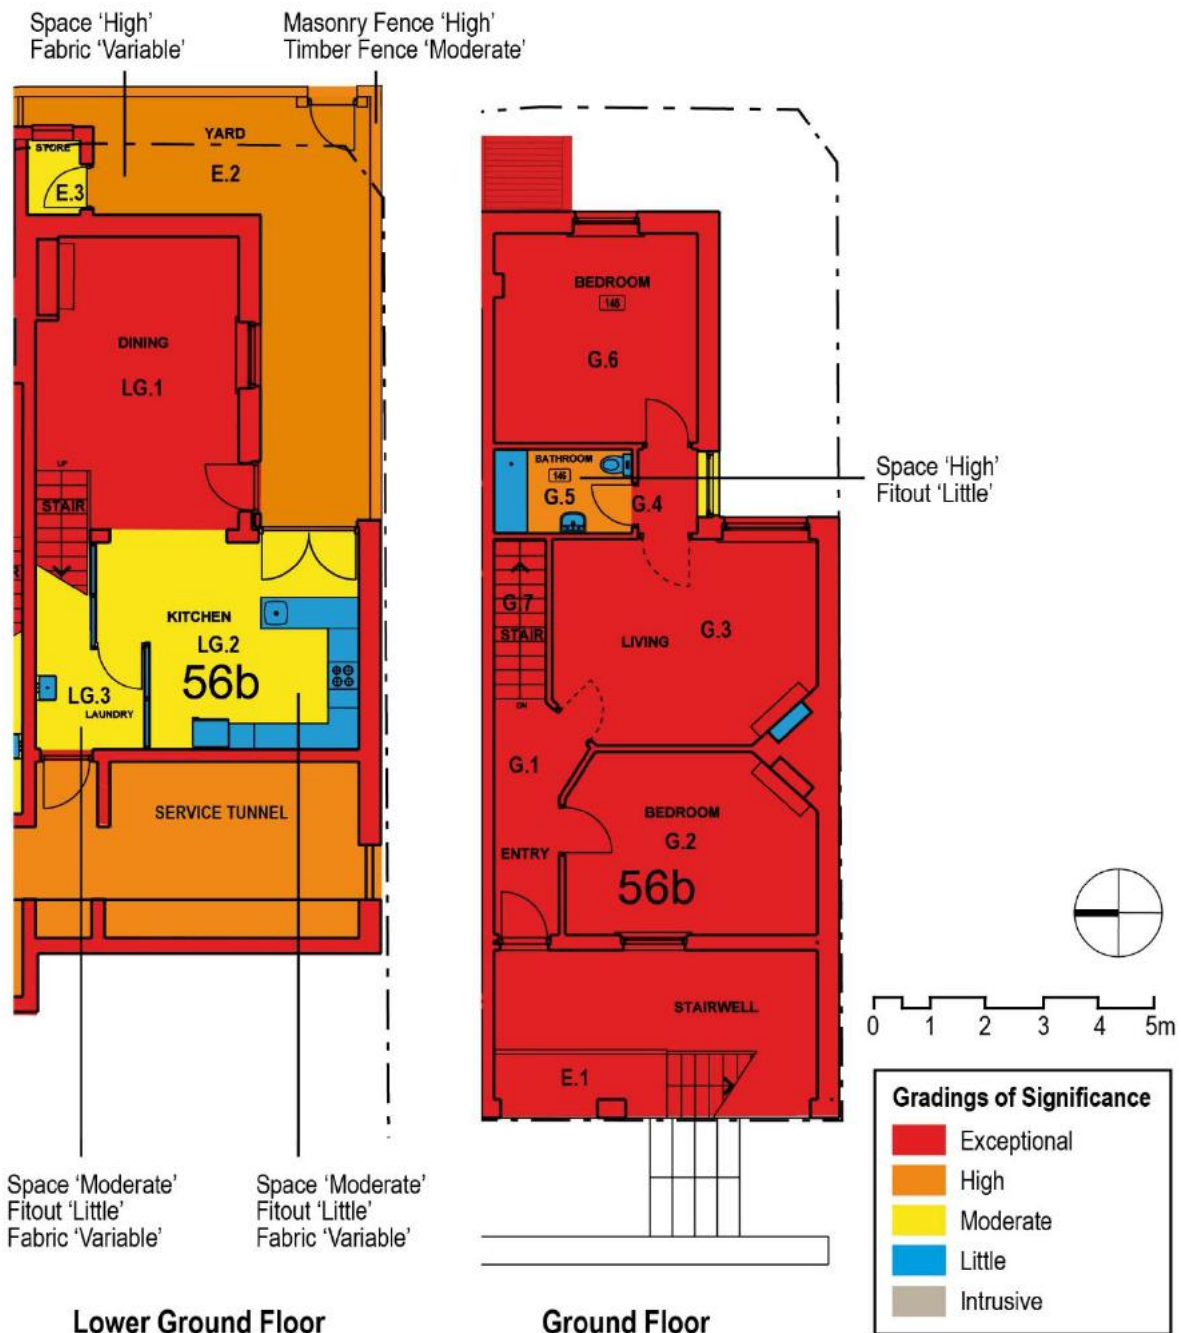 Space ‘High’
Fabric ‘Variable’
Masonry Fence ‘High’
Timber Fence ‘Moderate’
YARD
E.2
STORE
E.3
DINING
LG.1
UP
STAIR
KITCHEN
LG.2
56b
LG.3
LAUNDRY
SERVICE TUNNEL
R
Space ‘Moderate’
Fitout ‘Little’
Fabric ‘Variable’
Space ‘Moderate’
Fitout ‘Little’
Fabric ‘Variable’
Lower Ground Floor
BEDROOM
146
G.6
BATHROOM
146
G.5
G.4
Space ‘High’
Fitout ‘Little’
G.7
STAIR
DN
LIVING
G.3
G.1
BEDROOM
G.2
ENTRY
56b
STAIRWELL
E.1
Ground Floor
0 1 2 3 4 5m
Gradings of Significance
Exceptional
High
Moderate
Little
Intrusive